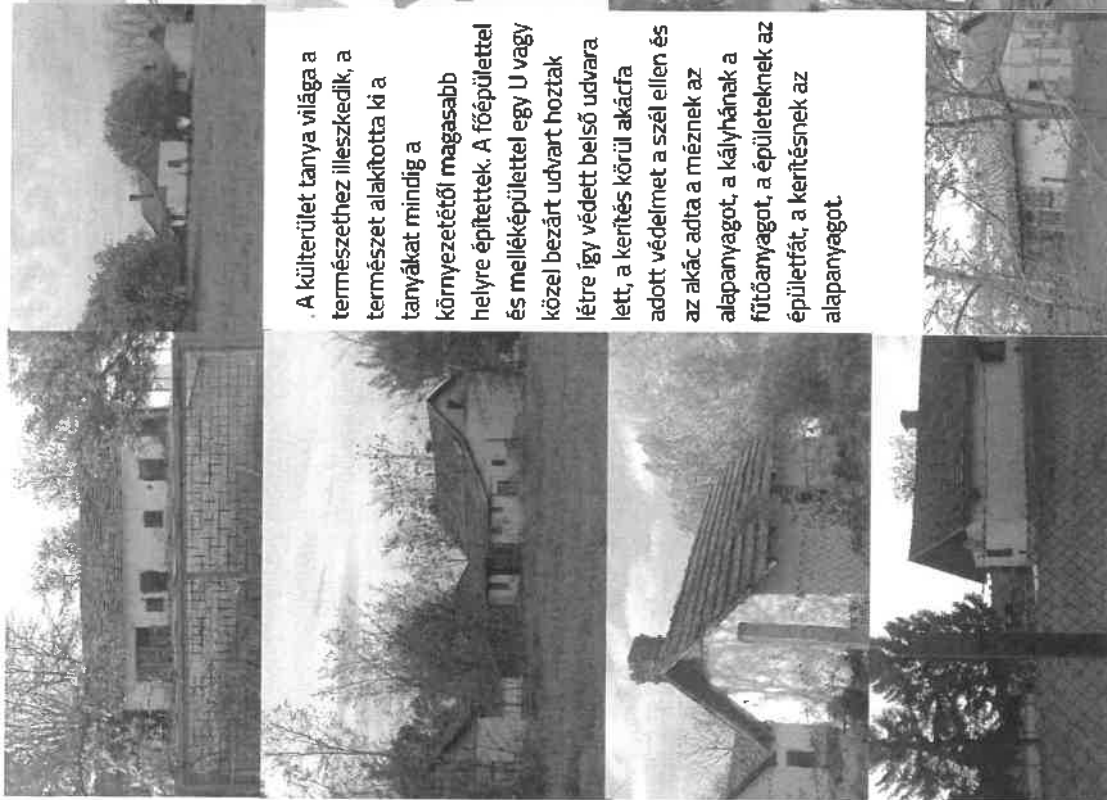 . A külterület tanya világa a
természethez illeszkedik, a
természet alakította ki a
tanyákat mindig a
környezetétől magasabb
helyre építettek. A főépülettel
és melléképülettel egy U vagy
közel bezárt udvart hoztak
létre így védett belső udvara
lett, a kerítés körül akácfa
adott védelmet a szél ellen és
az akác adta a méznek az
alapanyagot, a kályhának a
fűtőanyagot, a épületeknek az
épületfát, a kerítésnek az
alapanyagot.